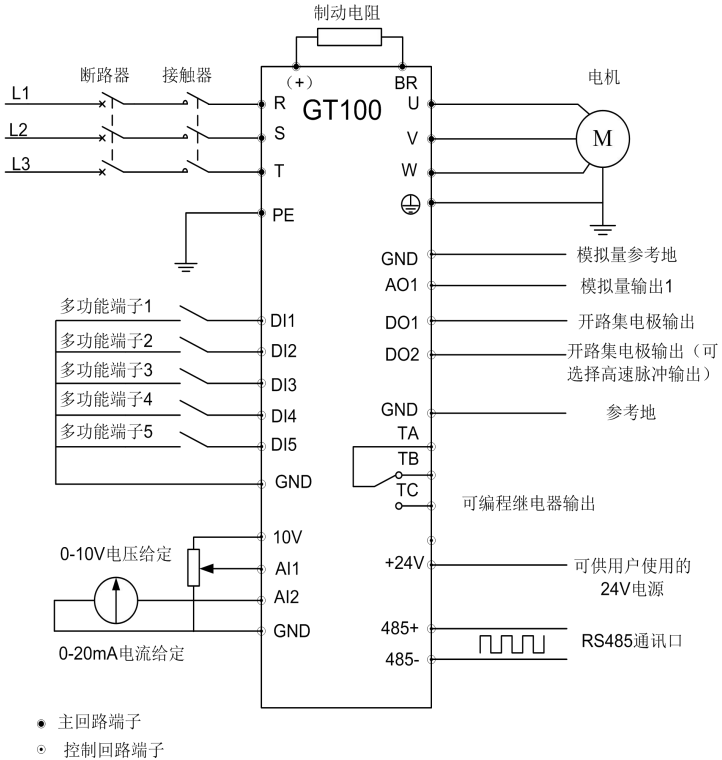 制动电阻
断路器
接触器
(+)
BR
电机
L1
R
GT100
U
L2
S
V
M
L3
T
W
PE
GND
模拟量参考地
AO1
模拟量输出1
多功能端子1
DI1
DO1
开路集电极输出
多功能端子2
DI2
DO2
开路集电极输出（可
选择高速脉冲输出）
多功能端子3
DI3
多功能端子4
DI4
GND
参考地
多功能端子5
DI5
TA
TB
GND
TC
可编程继电器输出
10V
0-10V电压给定
AI1
+24V
可供用户使用的
24V电源
AI2
GND
485+
RS485通讯口
0-20mA电流给定
485-
主回路端子
控制回路端子